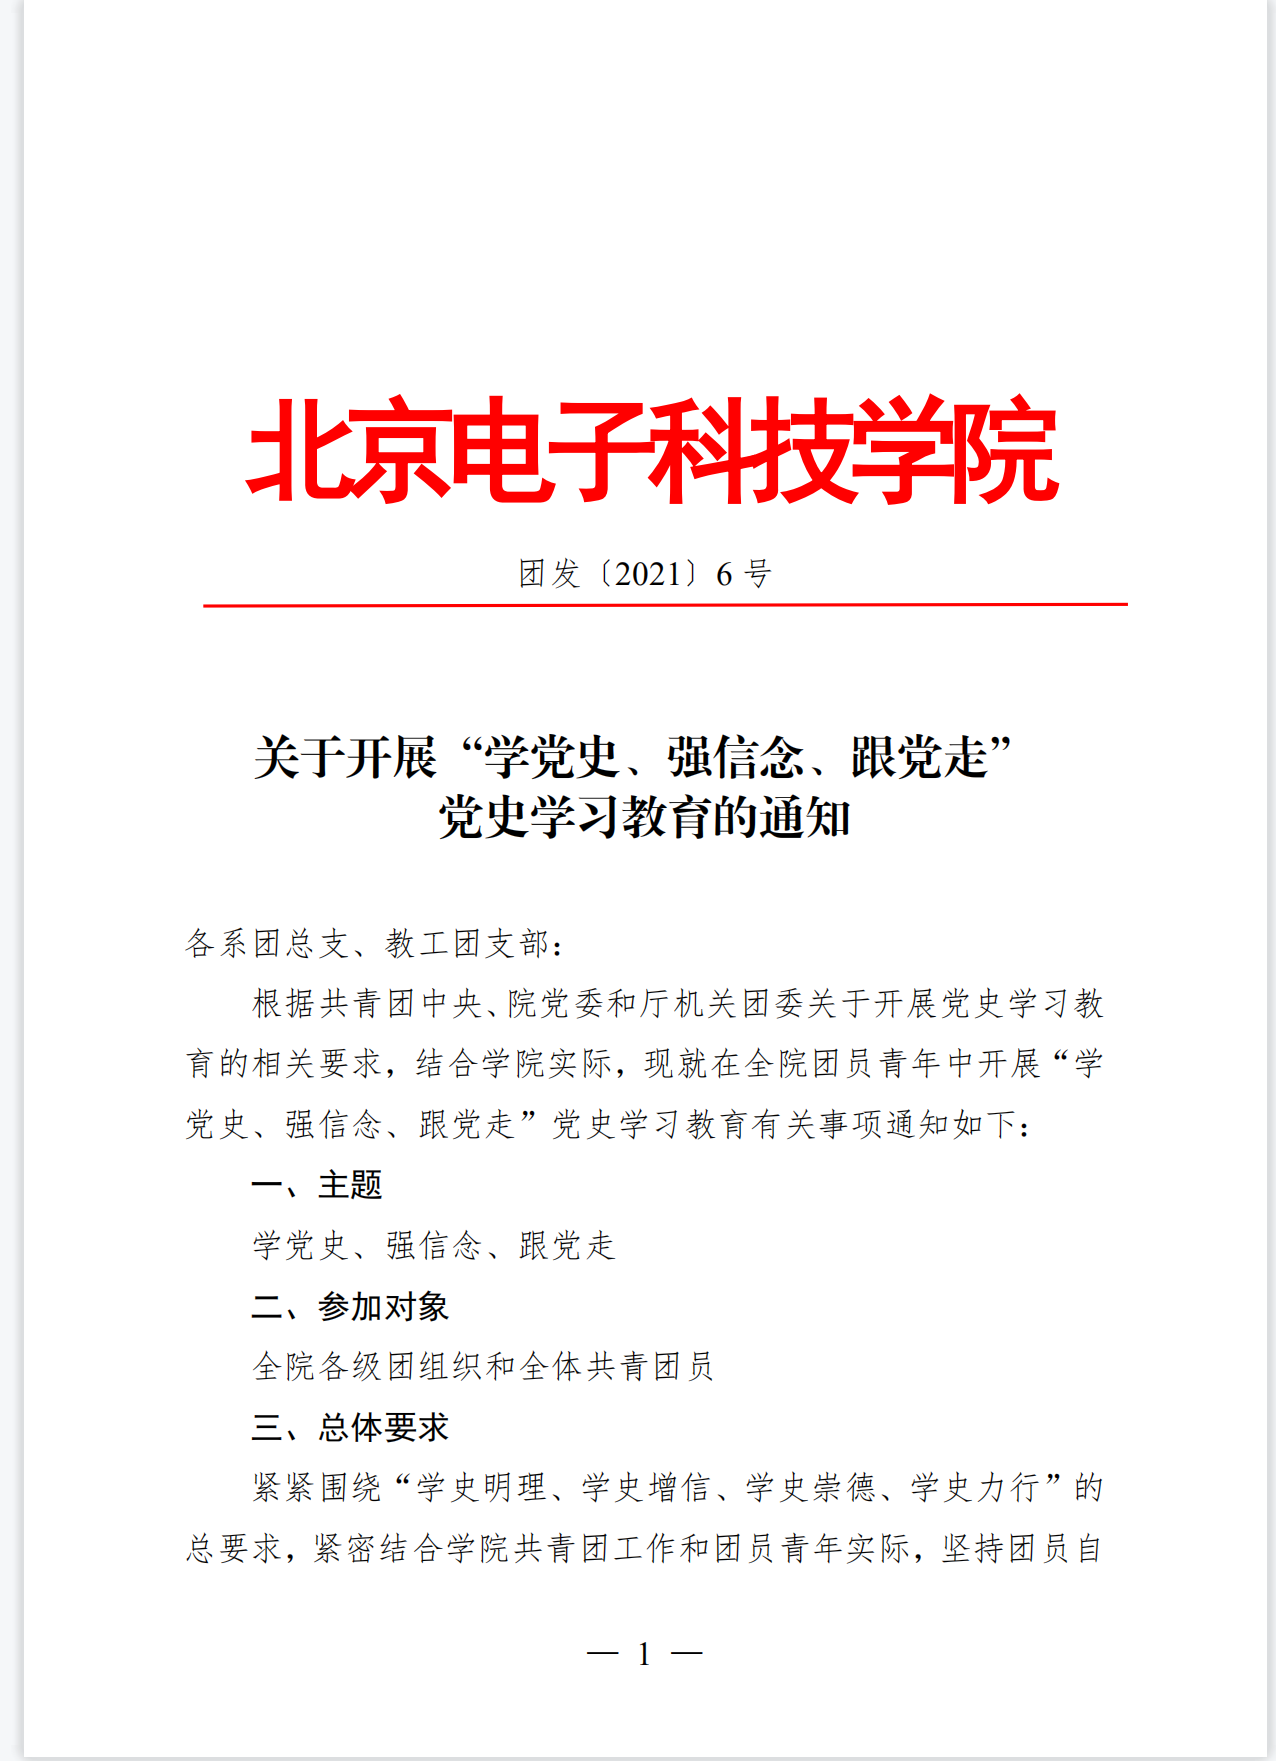 北京电子科技学院
团发〔2021〕6 号
关于开展“学党史、强信念、跟党走”
党史学习教育的通知
各系团总支、教工团支部：
根据共青团中央、院党委和厅机关团委关于开展党史学习教
育的相关要求，结合学院实际，现就在全院团员青年中开展“学
党史、强信念、跟党走”党史学习教育有关事项通知如下：
一、主题
学党史、强信念、跟党走
二、参加对象
全院各级团组织和全体共青团员
三、总体要求
紧紧围绕“学史明理、学史增信、学史崇德、学史力行”的
总要求，紧密结合学院共青团工作和团员青年实际，坚持团员自
— 1 —